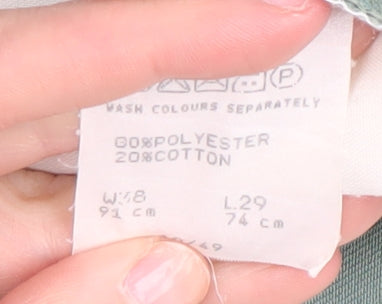 Ⓟ
WASH COLOURS SEPARATELY
80%POLYESTER
20%COTTON
L.29
91 cm 74 cm